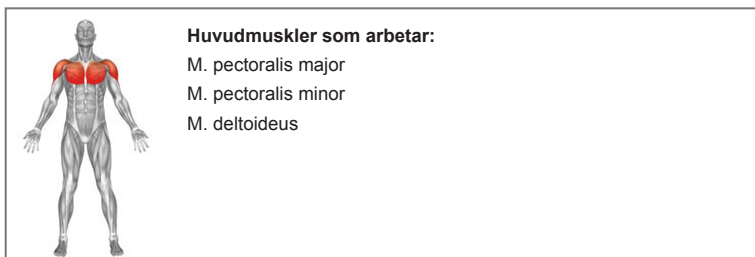 Huvudmuskler som arbetar:
M. pectoralis major
M. pectoralis minor
M. deltoideus